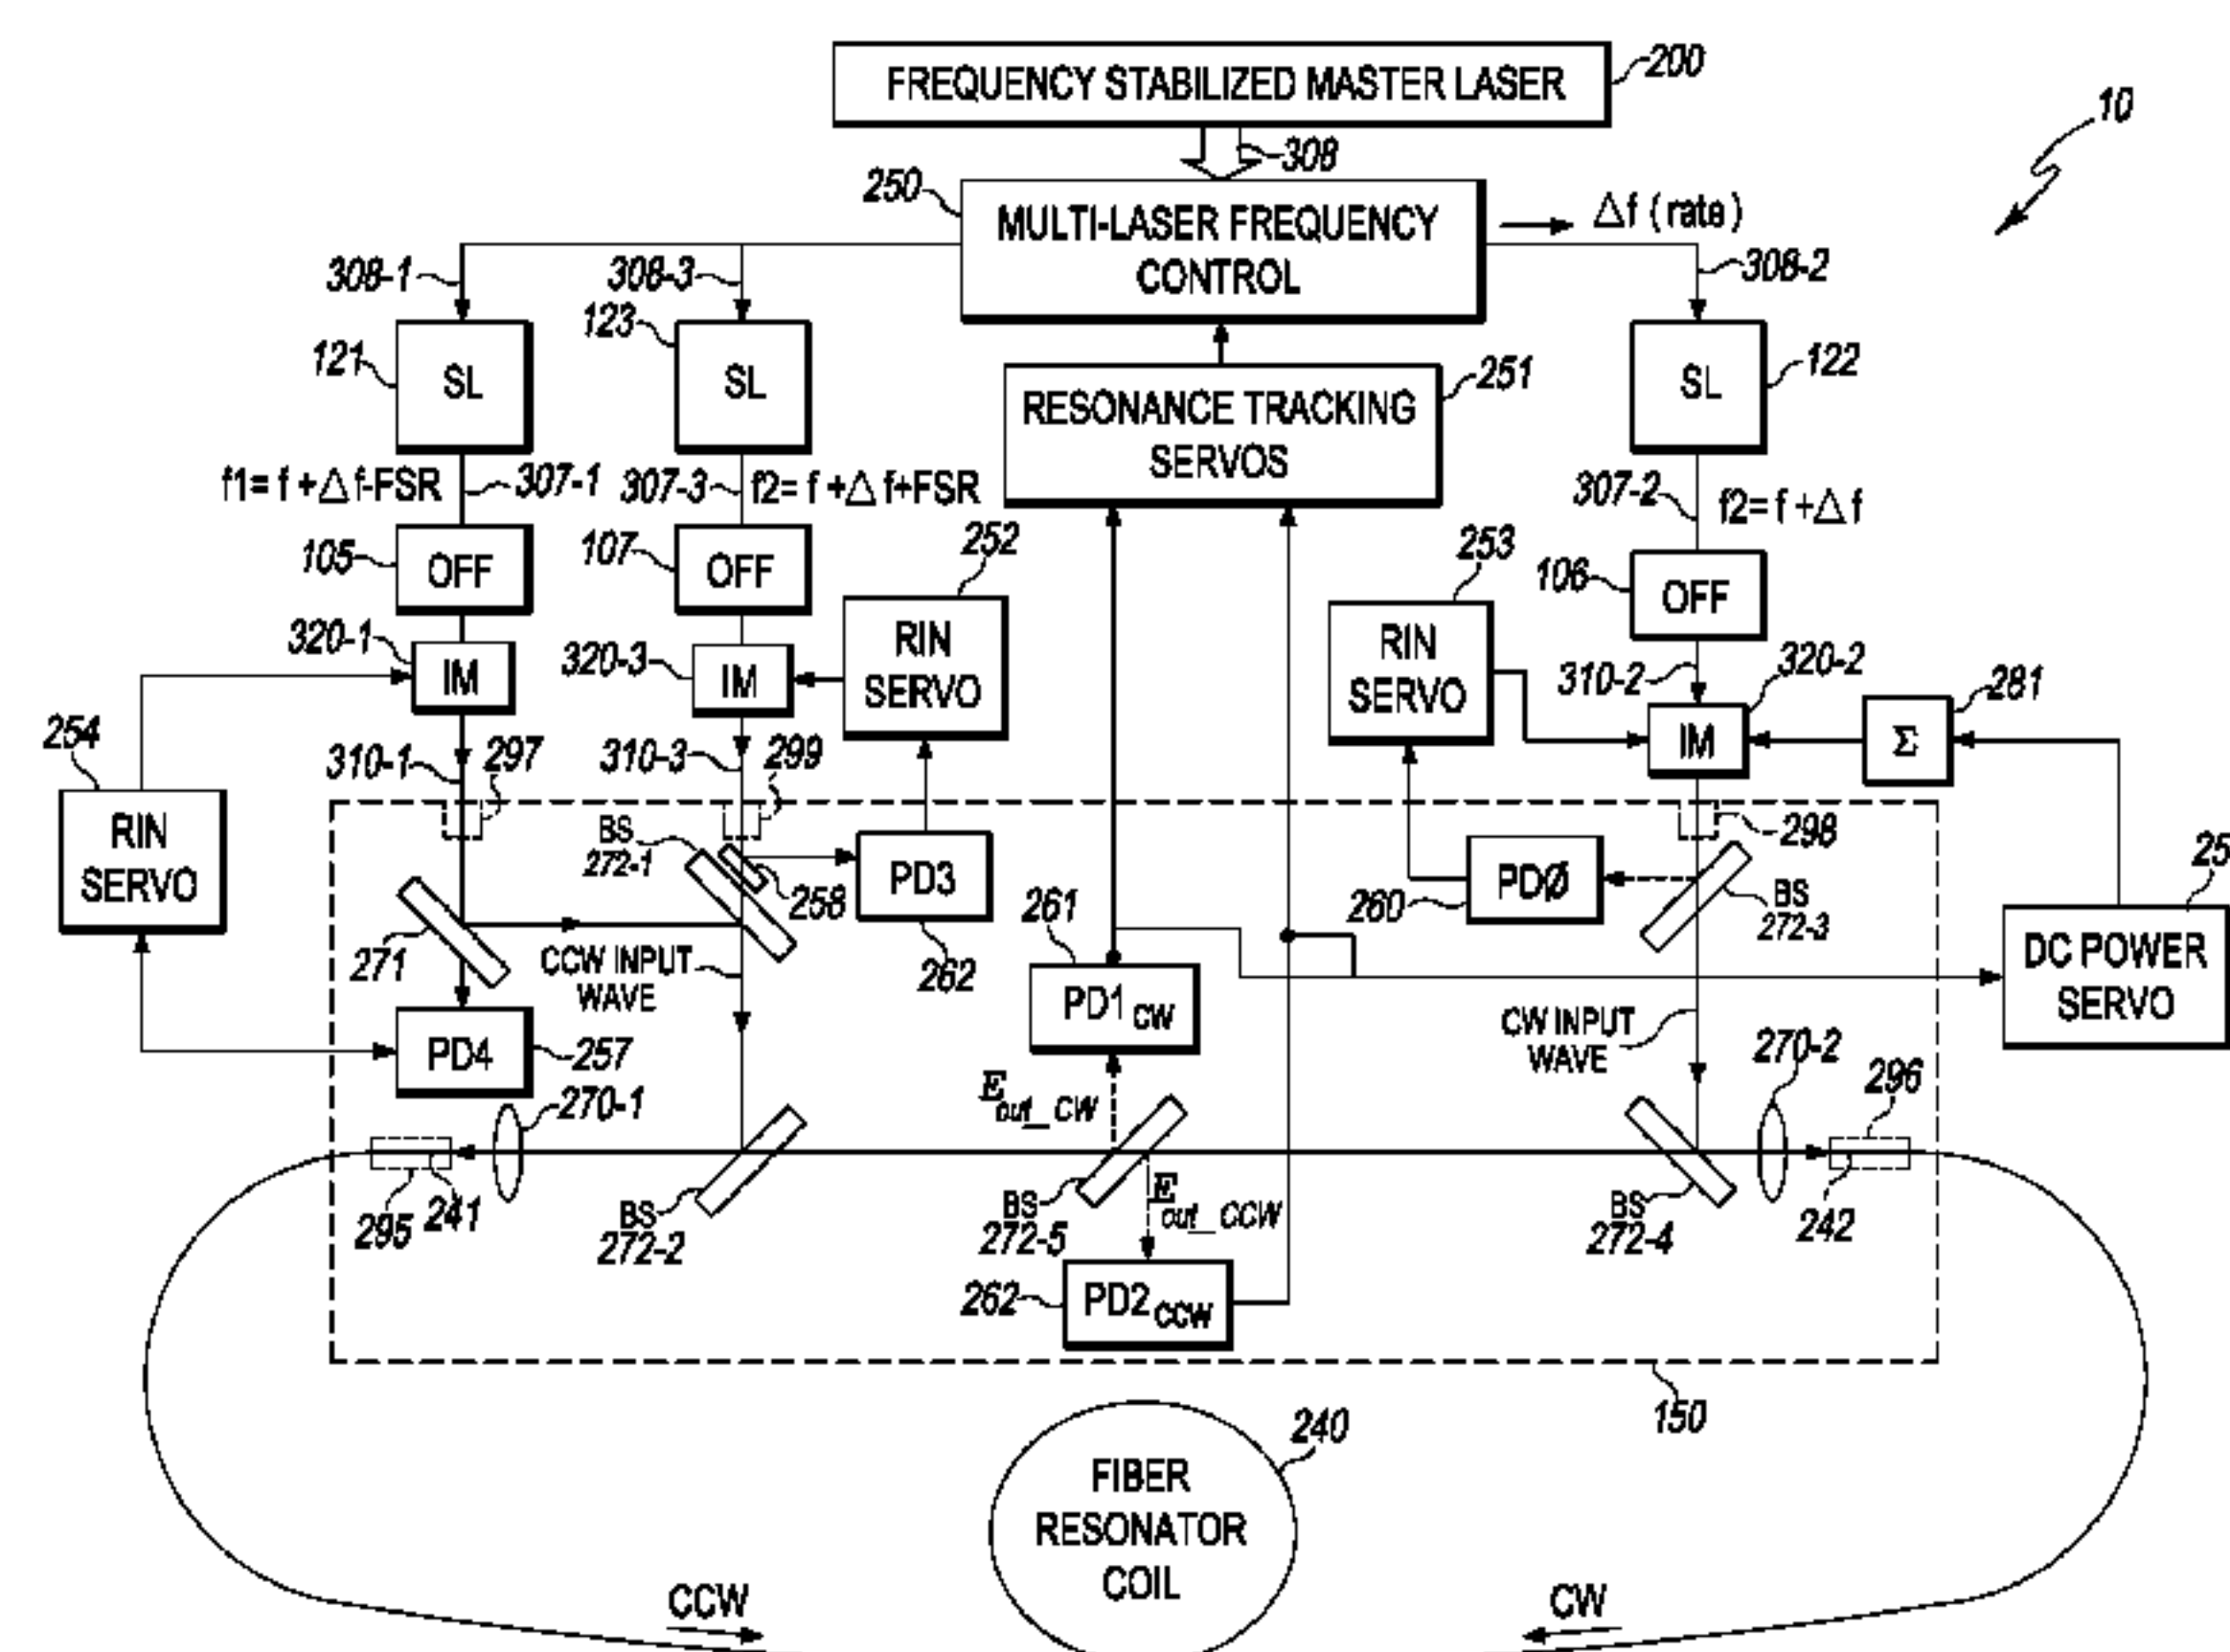 FREQUENCY STABILIZED MASTER LASER
200
10
308
250
MULTI-LASER FREQUENCY
CONTROL
Δf ( rate )
308-1
308-3
308-2
121
SL
123
SL
RESONANCE TRACKING
SERVOS
251
SL
122
f1= f +Δ f-FSR
307-1
307-3
f2= f +Δ f+FSR
307-2
f2= f +Δ f
105
OFF
107
OFF
252
253
106
OFF
320-1
IM
320-3
IM
RIN
SERVO
RIN
SERVO
310-2
320-2
IM
281
Σ
254
RIN
SERVO
310-1
297
310-3
299
298
BS
272-1
258
PD3
262
PDØ
260
BS
272-3
25
DC POWER
SERVO
271
CCW INPUT
WAVE
261
PD1 CW
CW INPUT
WAVE
PD4
257
270-1
E out_CW
270-2
296
295
241
BS
272-2
BS
272-5
E out_CCW
BS
272-4
242
262
PD2 CCW
150
240
FIBER
RESONATOR
COIL
CCW
CW